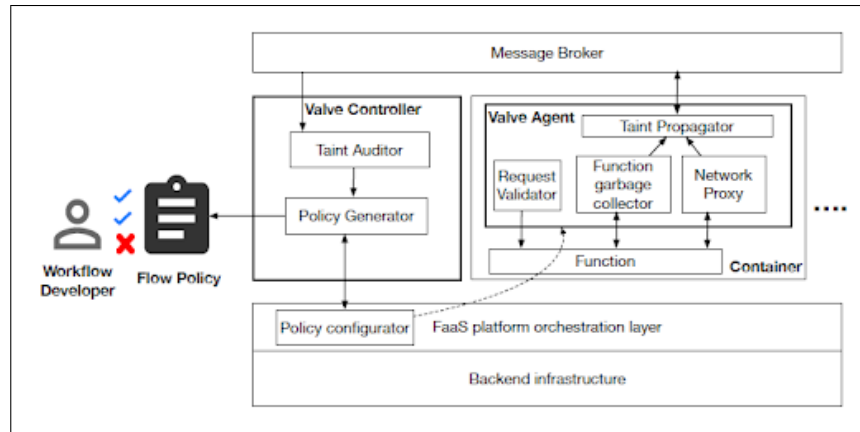 Message Broker
Valve Controller
Taint Auditor
Policy Generator
Valve Agent
Taint Propagator
Request
Validator
Function
garbage
collector
Network
Proxy
Function
Container
....
Workflow
Developer
Flow Policy
Policy configurator
FaaS platform orchestration layer
Backend infrastructure